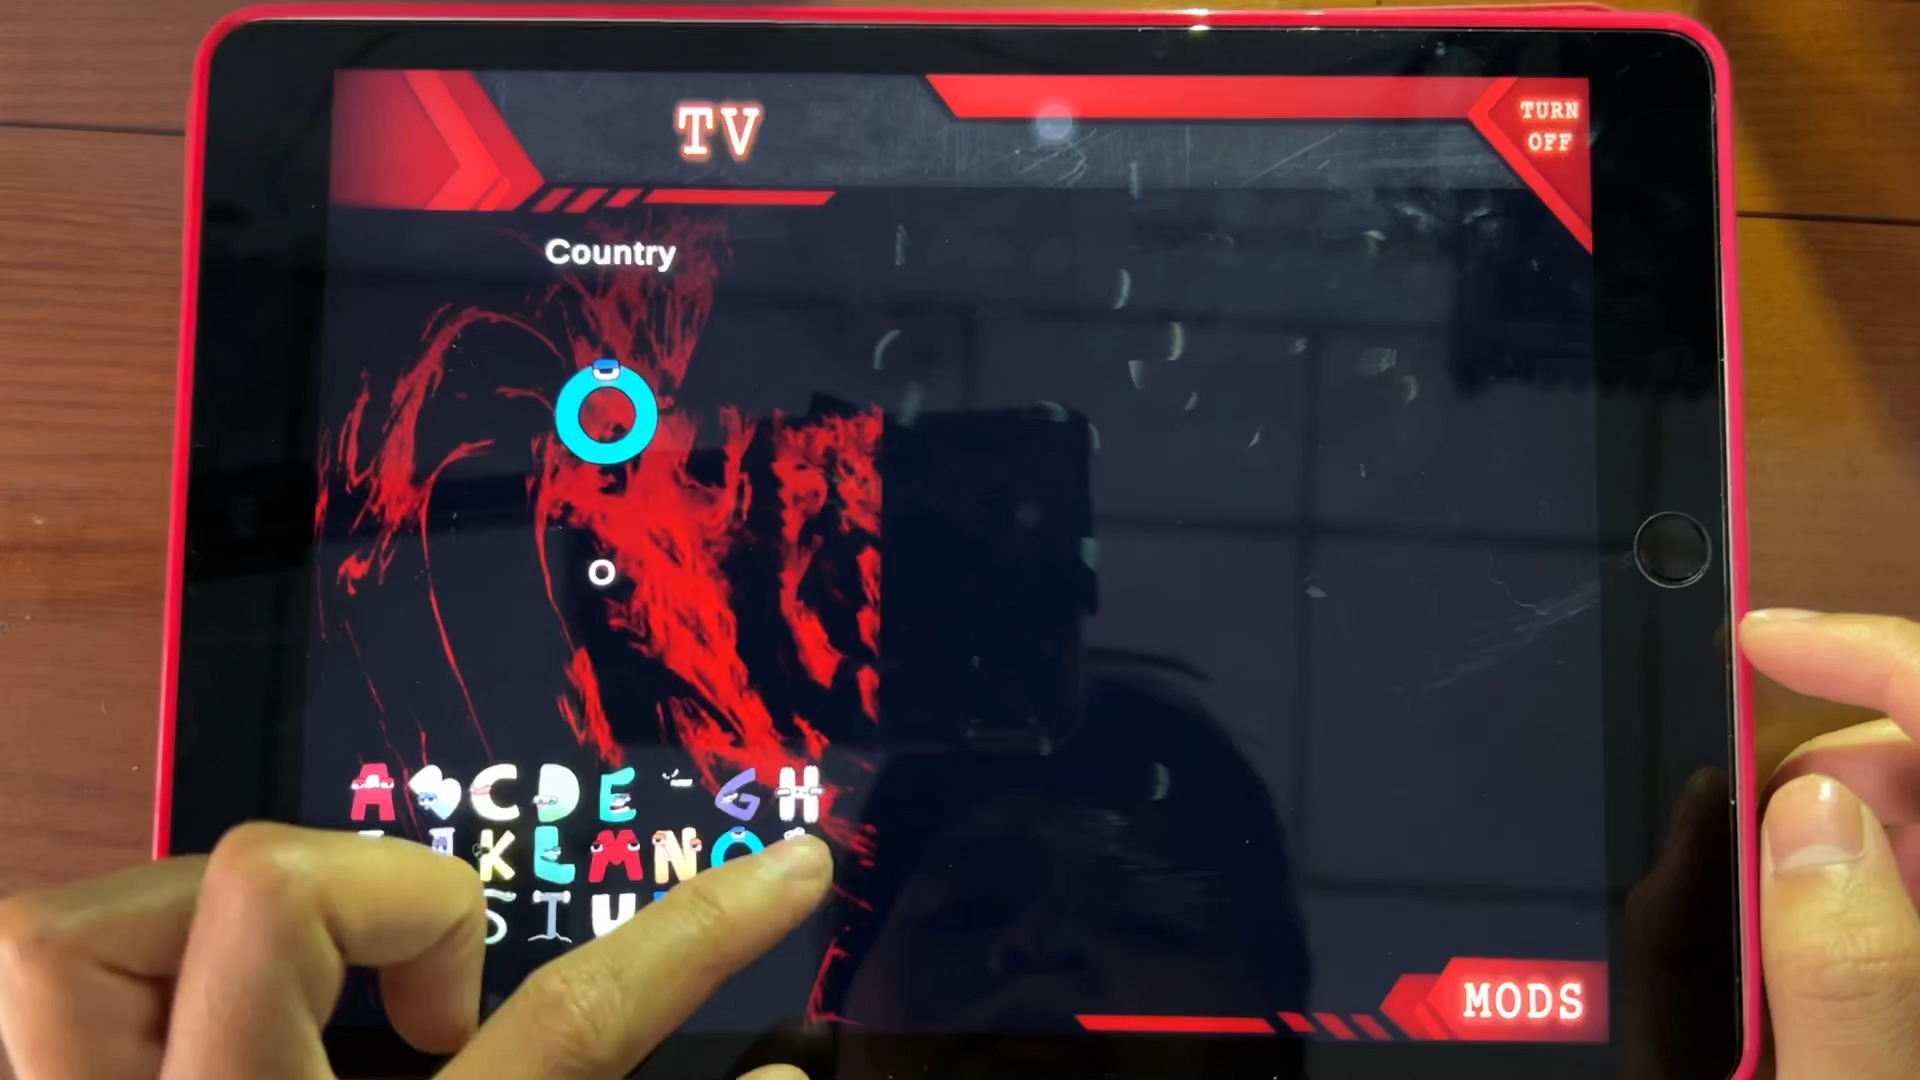 TV
TURN
OFF
Country
O
A B C D E G H
K L M N O
S T U
MODS